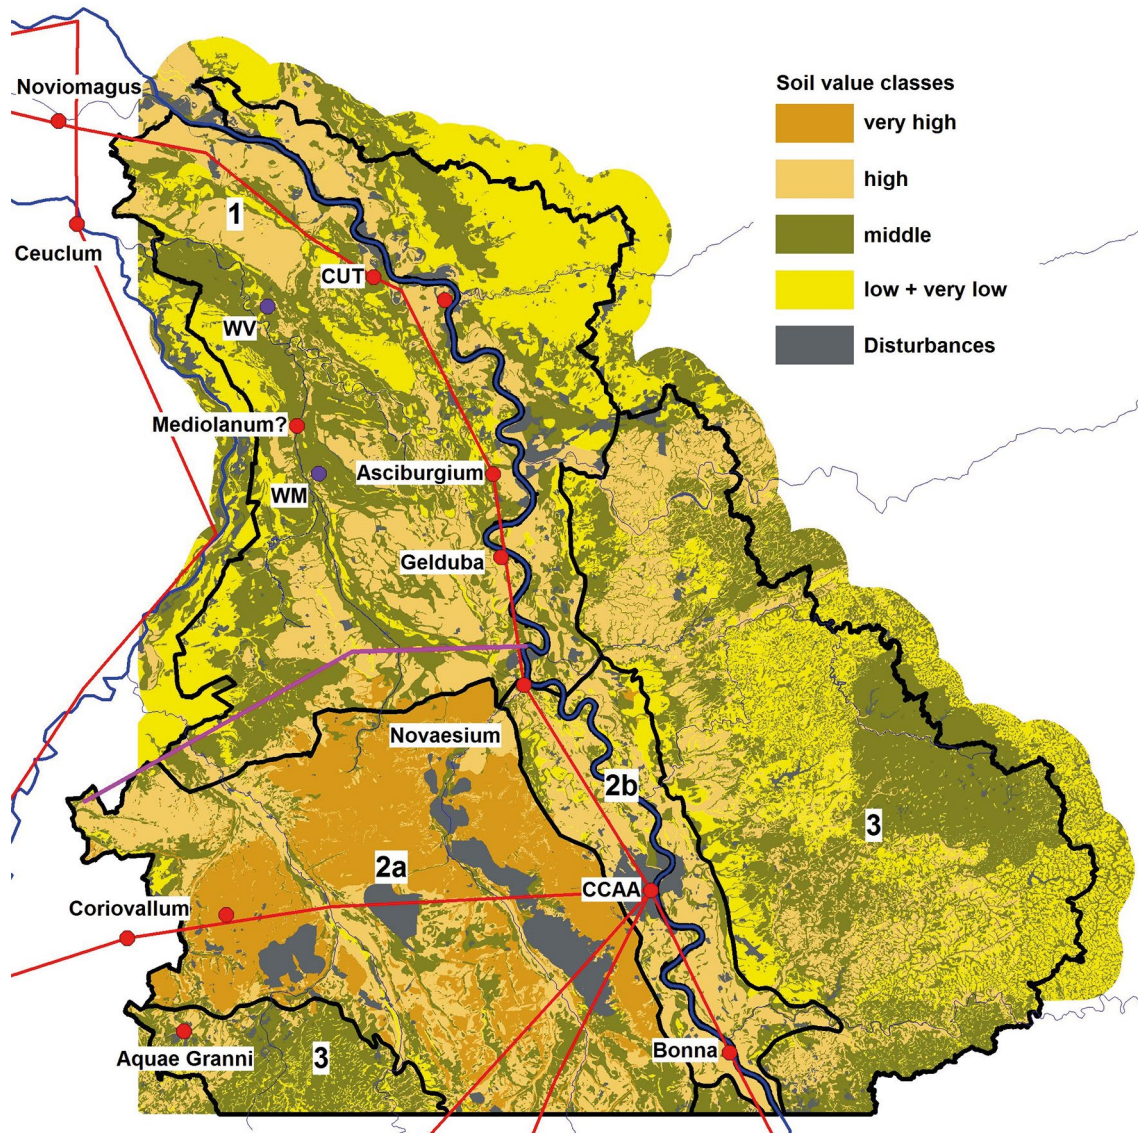 Noviomagus
Soil value classes
very high
high
1
middle
Ceuclum
CUT
low + very low
WV
Disturbances
Mediolanum?
Asciburgium
WM
Gelduba
Novaesium
2b
3
2a
CCAA
Coriovallum
Bonna
Aquae Granni
3